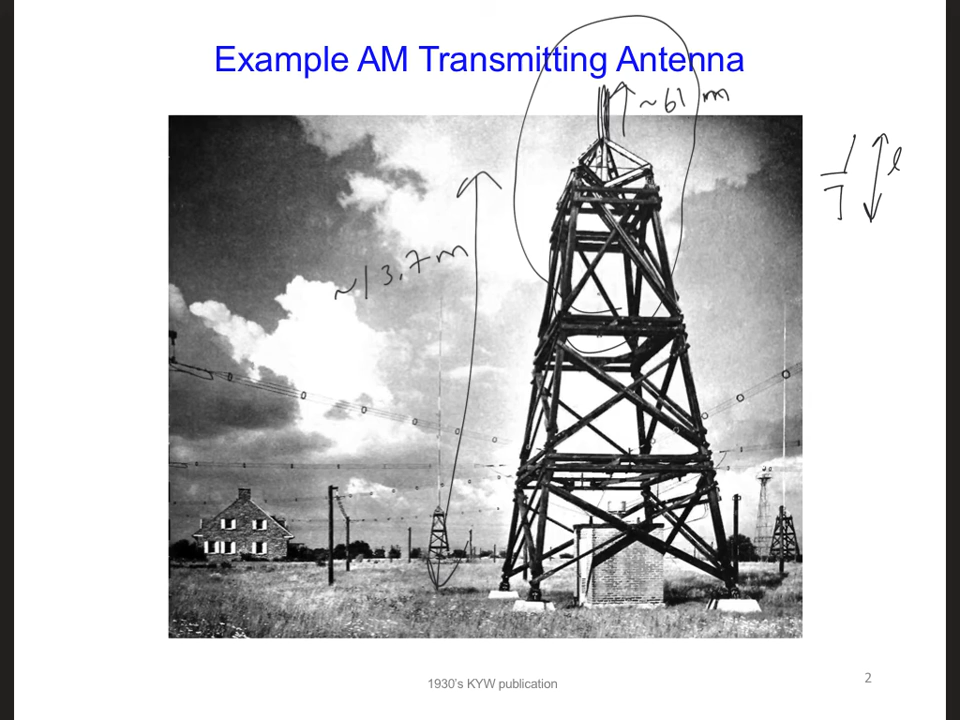 Example AM Transmitting Antenna
~61 m
l
~13.7m
1930's KYW publication
2